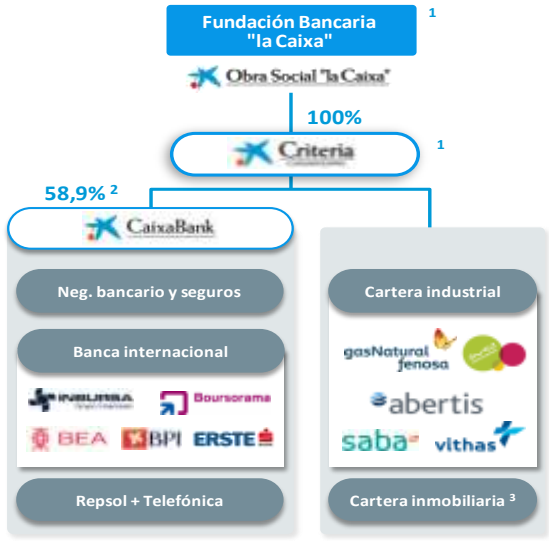 Fundación Bancaria
"la Caixa"
1
Obra Social "la Caixa"
100%
Criteria
1
58,9% 2
CaixaBank
Neg. bancario y seguros
Cartera industrial
Banca internacional
gasNatural
fenosa
INBURSA
Boursorama
abertis
BEA
BPI
ERSTE
saba
vithas
Repsol + Telefónica
Cartera inmobiliaria 3